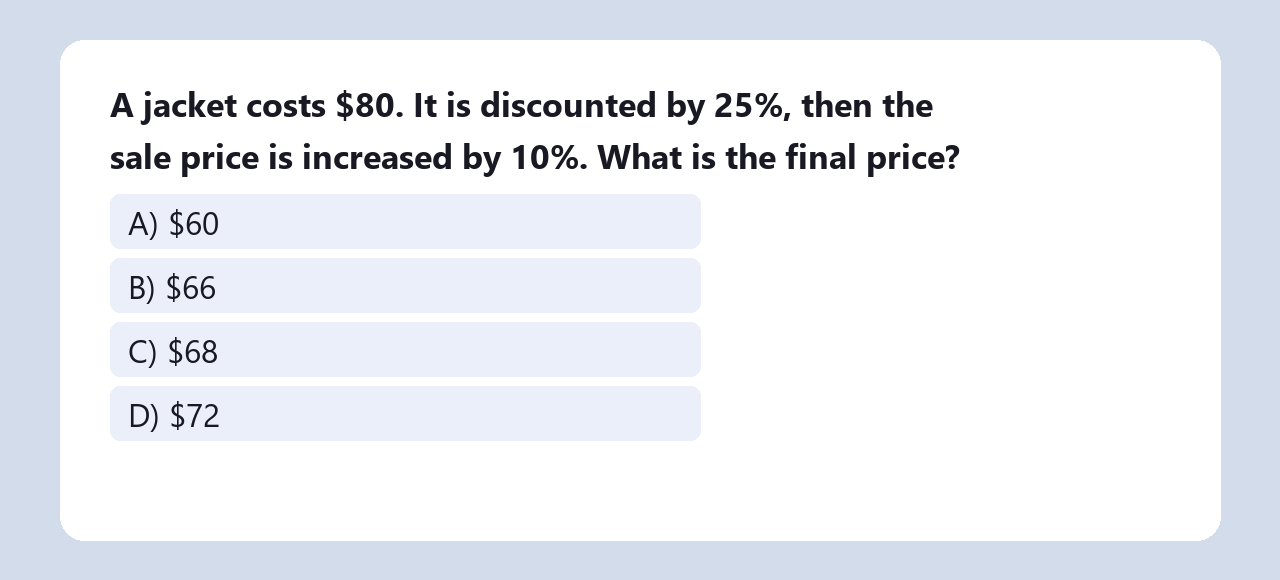 A jacket costs $80. It is discounted by 25%, then the
sale price is increased by 10%. What is the final price?
A) $60
B) $66
C) $68
D) $72